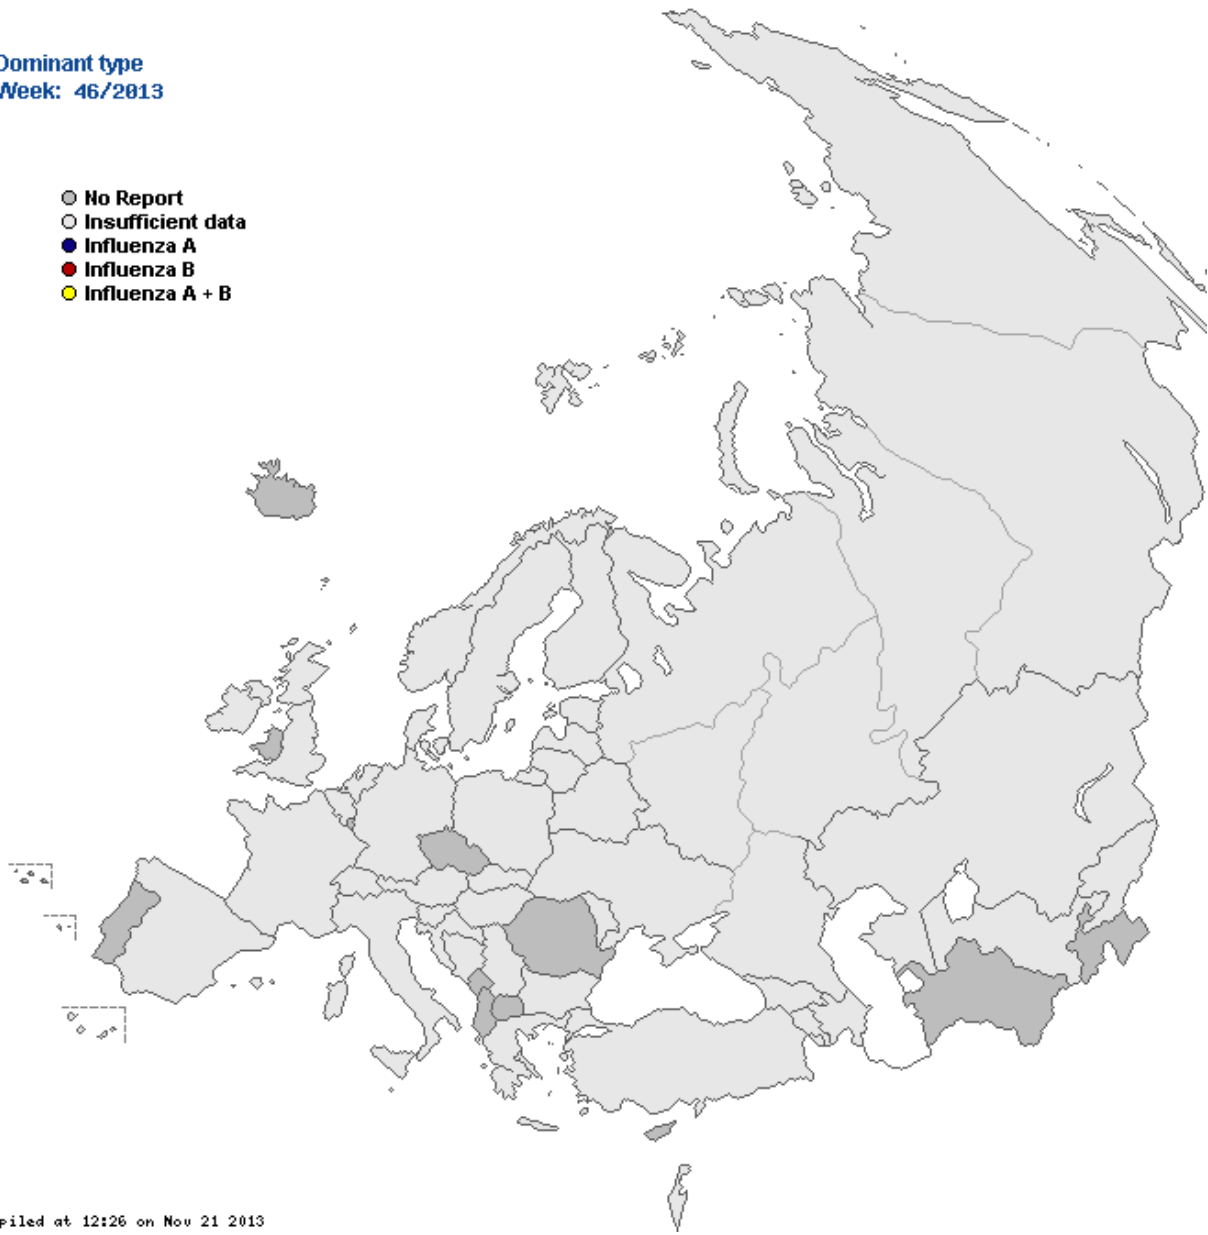 Dominant type
Week: 46/2013
No Report
Insufficient data
Influenza A
Influenza B
Influenza A + B
piled at 12:26 on Nov 21 2013